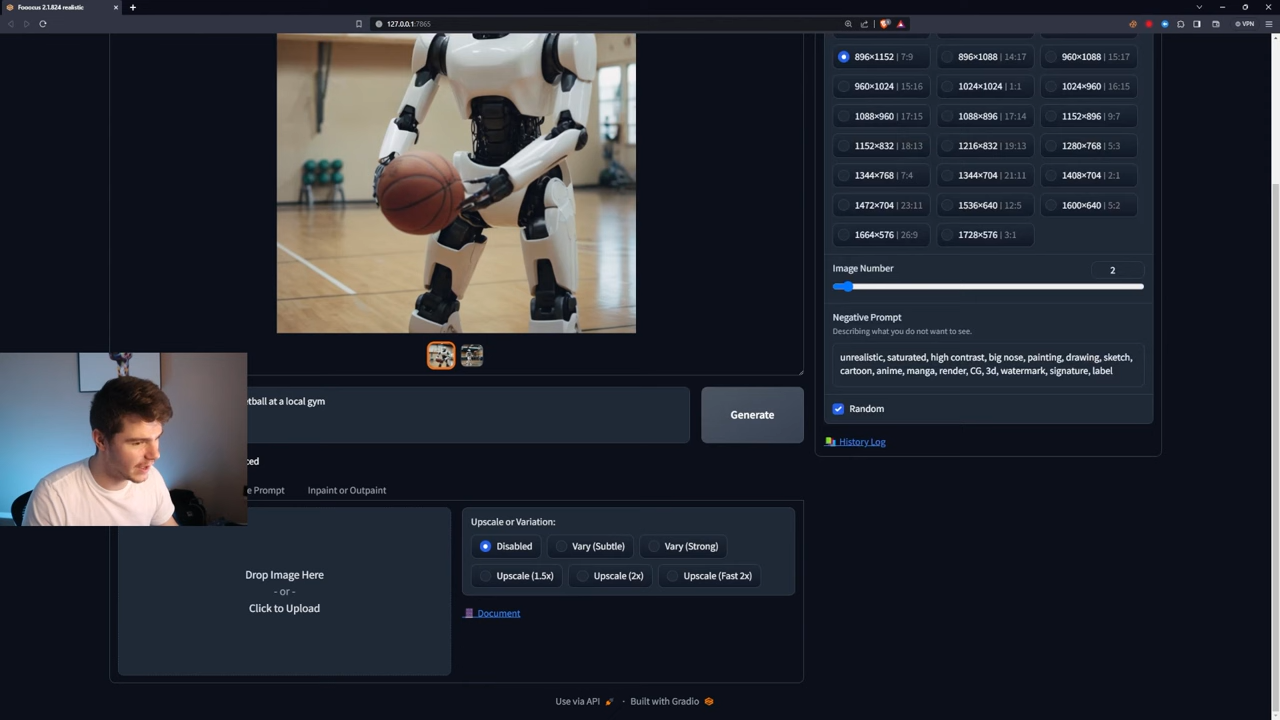 Fooocus 2.1.824 realistic
127.0.0.1:7865
VPN
896×1152 | 7:9
896×1088 | 14:17
960×1088 | 15:17
960×1024 | 15:16
1024×1024 | 1:1
1024×960 | 16:15
1088×960 | 17:15
1088×896 | 17:14
1152×896 | 9:7
1152×832 | 18:13
1216×832 | 19:13
1280×768 | 5:3
1344×768 | 7:4
1344×704 | 21:11
1408×704 | 2:1
1472×704 | 23:11
1536×640 | 12:5
1600×640 | 5:2
1664×576 | 26:9
1728×576 | 3:1
Image Number
2
Negative Prompt
Describing what you do not want to see.
unrealistic, saturated, high contrast, big nose, painting, drawing, sketch,
cartoon, anime, manga, render, CG, 3d, watermark, signature, label
Random
History Log
etball at a local gym
Generate
ced
e Prompt
Inpaint or Outpaint
Drop Image Here
- or -
Click to Upload
Upscale or Variation:
Disabled
Vary (Subtle)
Vary (Strong)
Upscale (1.5x)
Upscale (2x)
Upscale (Fast 2x)
Document
Use via API
·
Built with Gradio